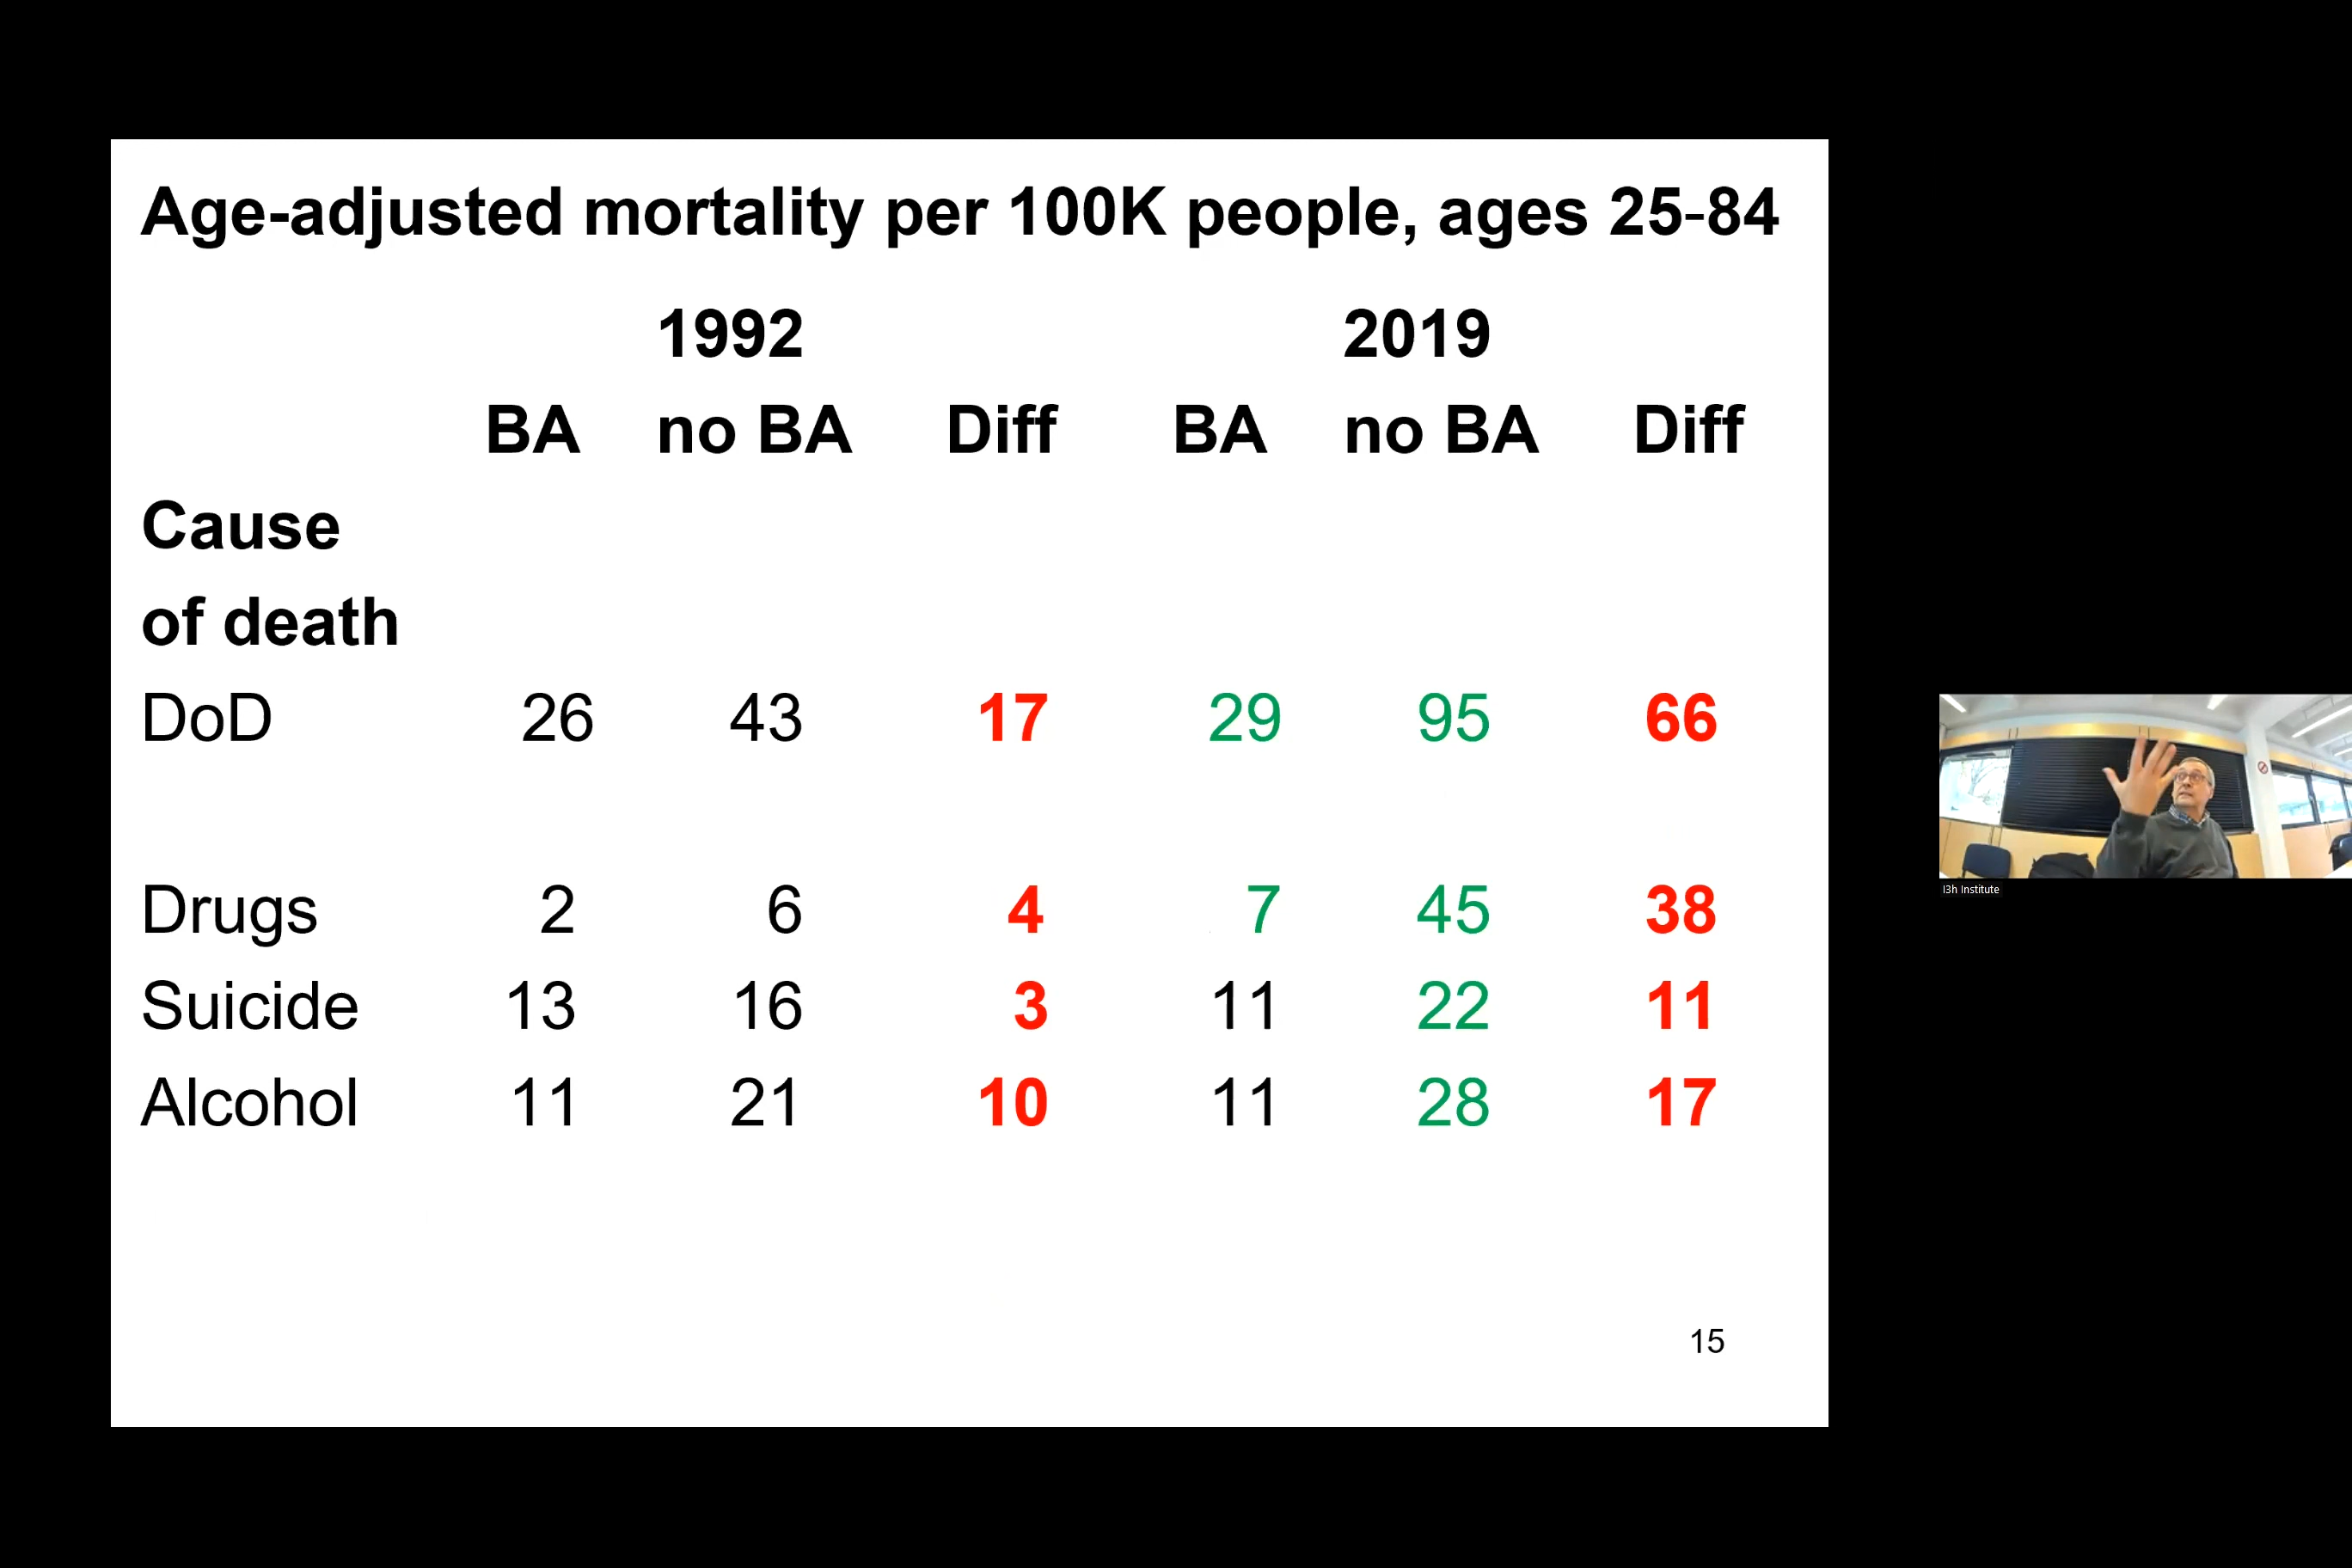 Age-adjusted mortality per 100K people, ages 25-84
1992 2019
BA no BA Diff BA no BA Diff
Cause
of death
DoD 26 43 17 29 95 66
Drugs 2 6 4 7 45 38
Suicide 13 16 3 11 22 11
Alcohol 11 21 10 11 28 17
15
I3h Institute